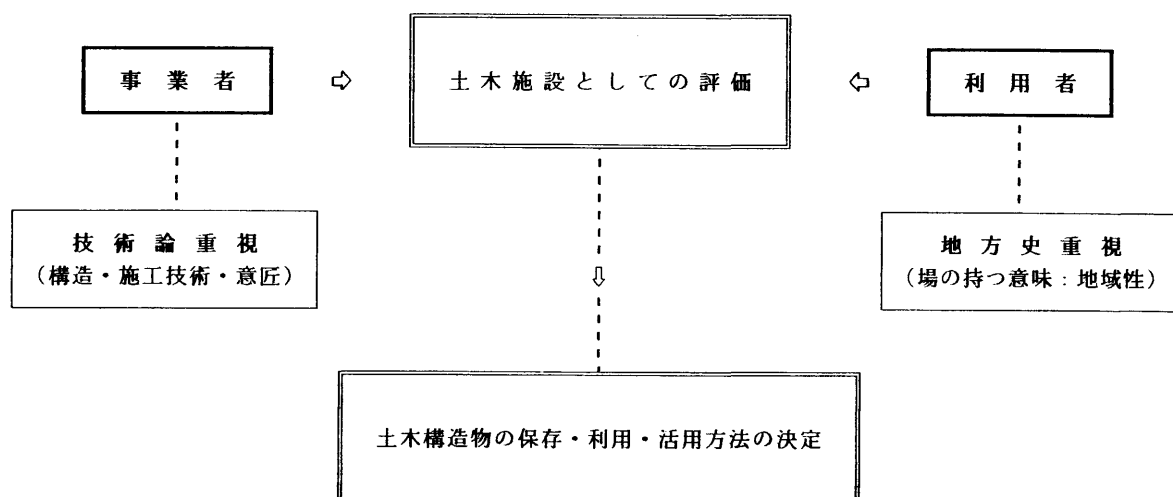 事業者
土木施設としての評価
利用者
技術論重視
（構造・施工技術・意匠）
地方史重視
（場の持つ意味：地域性）
土木構造物の保存・利用・活用方法の決定